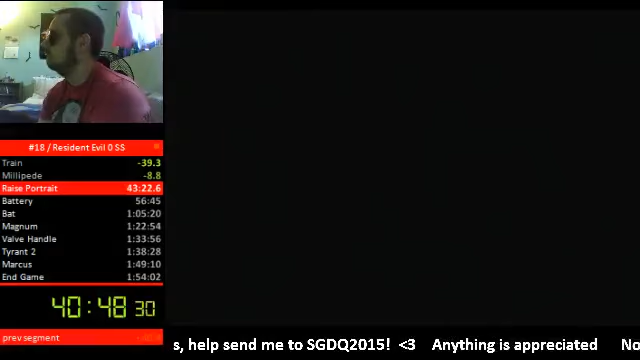 #18 / Resident Evil 0 SS
Train -39.3
Millipede -8.8
Raise Portrait 43:22.6
Battery 56:45
Bat 1:05:20
Magnum 1:22:54
Valve Handle 1:33:56
Tyrant 2 1:38:28
Marcus 1:49:10
End Game 1:54:02
40:48 30
prev segment
s, help send me to SGDQ2015! <3 Anything is appreciated No